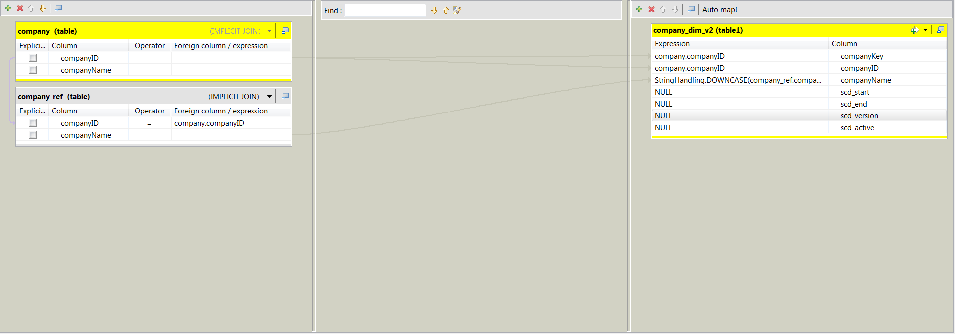 Find :
Auto map!
company (table)
(IMPLICIT JOIN)
Explici... Column Operator Foreign column / expression
companyID
companyName
company_ref (table)
(IMPLICIT JOIN)
Explici... Column Operator Foreign column / expression
companyID = company.companyID
companyName
company_dim_v2 (table1)
Expression Column
company.companyID companyKey
company.companyID companyID
StringHandling.DOWNCASE(company_ref.compa... companyName
NULL scd_start
NULL scd_end
NULL scd_version
NULL scd_active